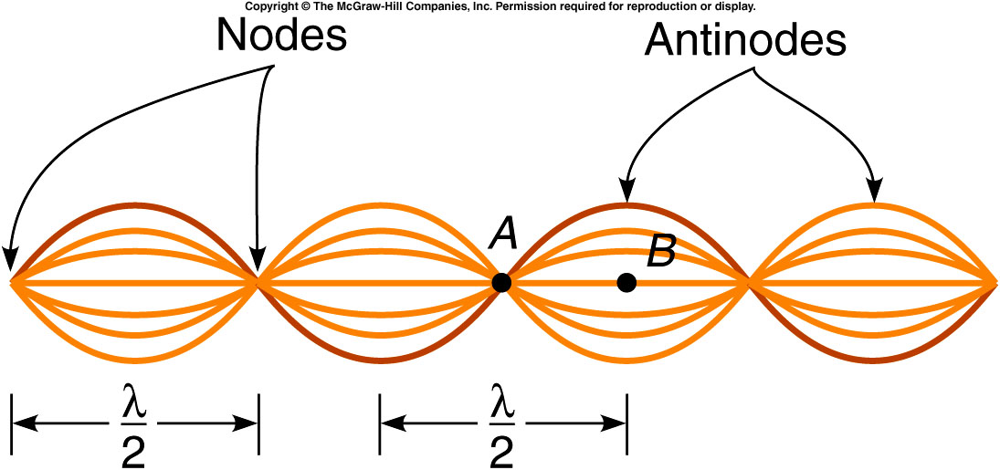 Copyright © The McGraw-Hill Companies, Inc. Permission required for reproduction or display.
Nodes
Antinodes
A
B
λ
2
λ
2